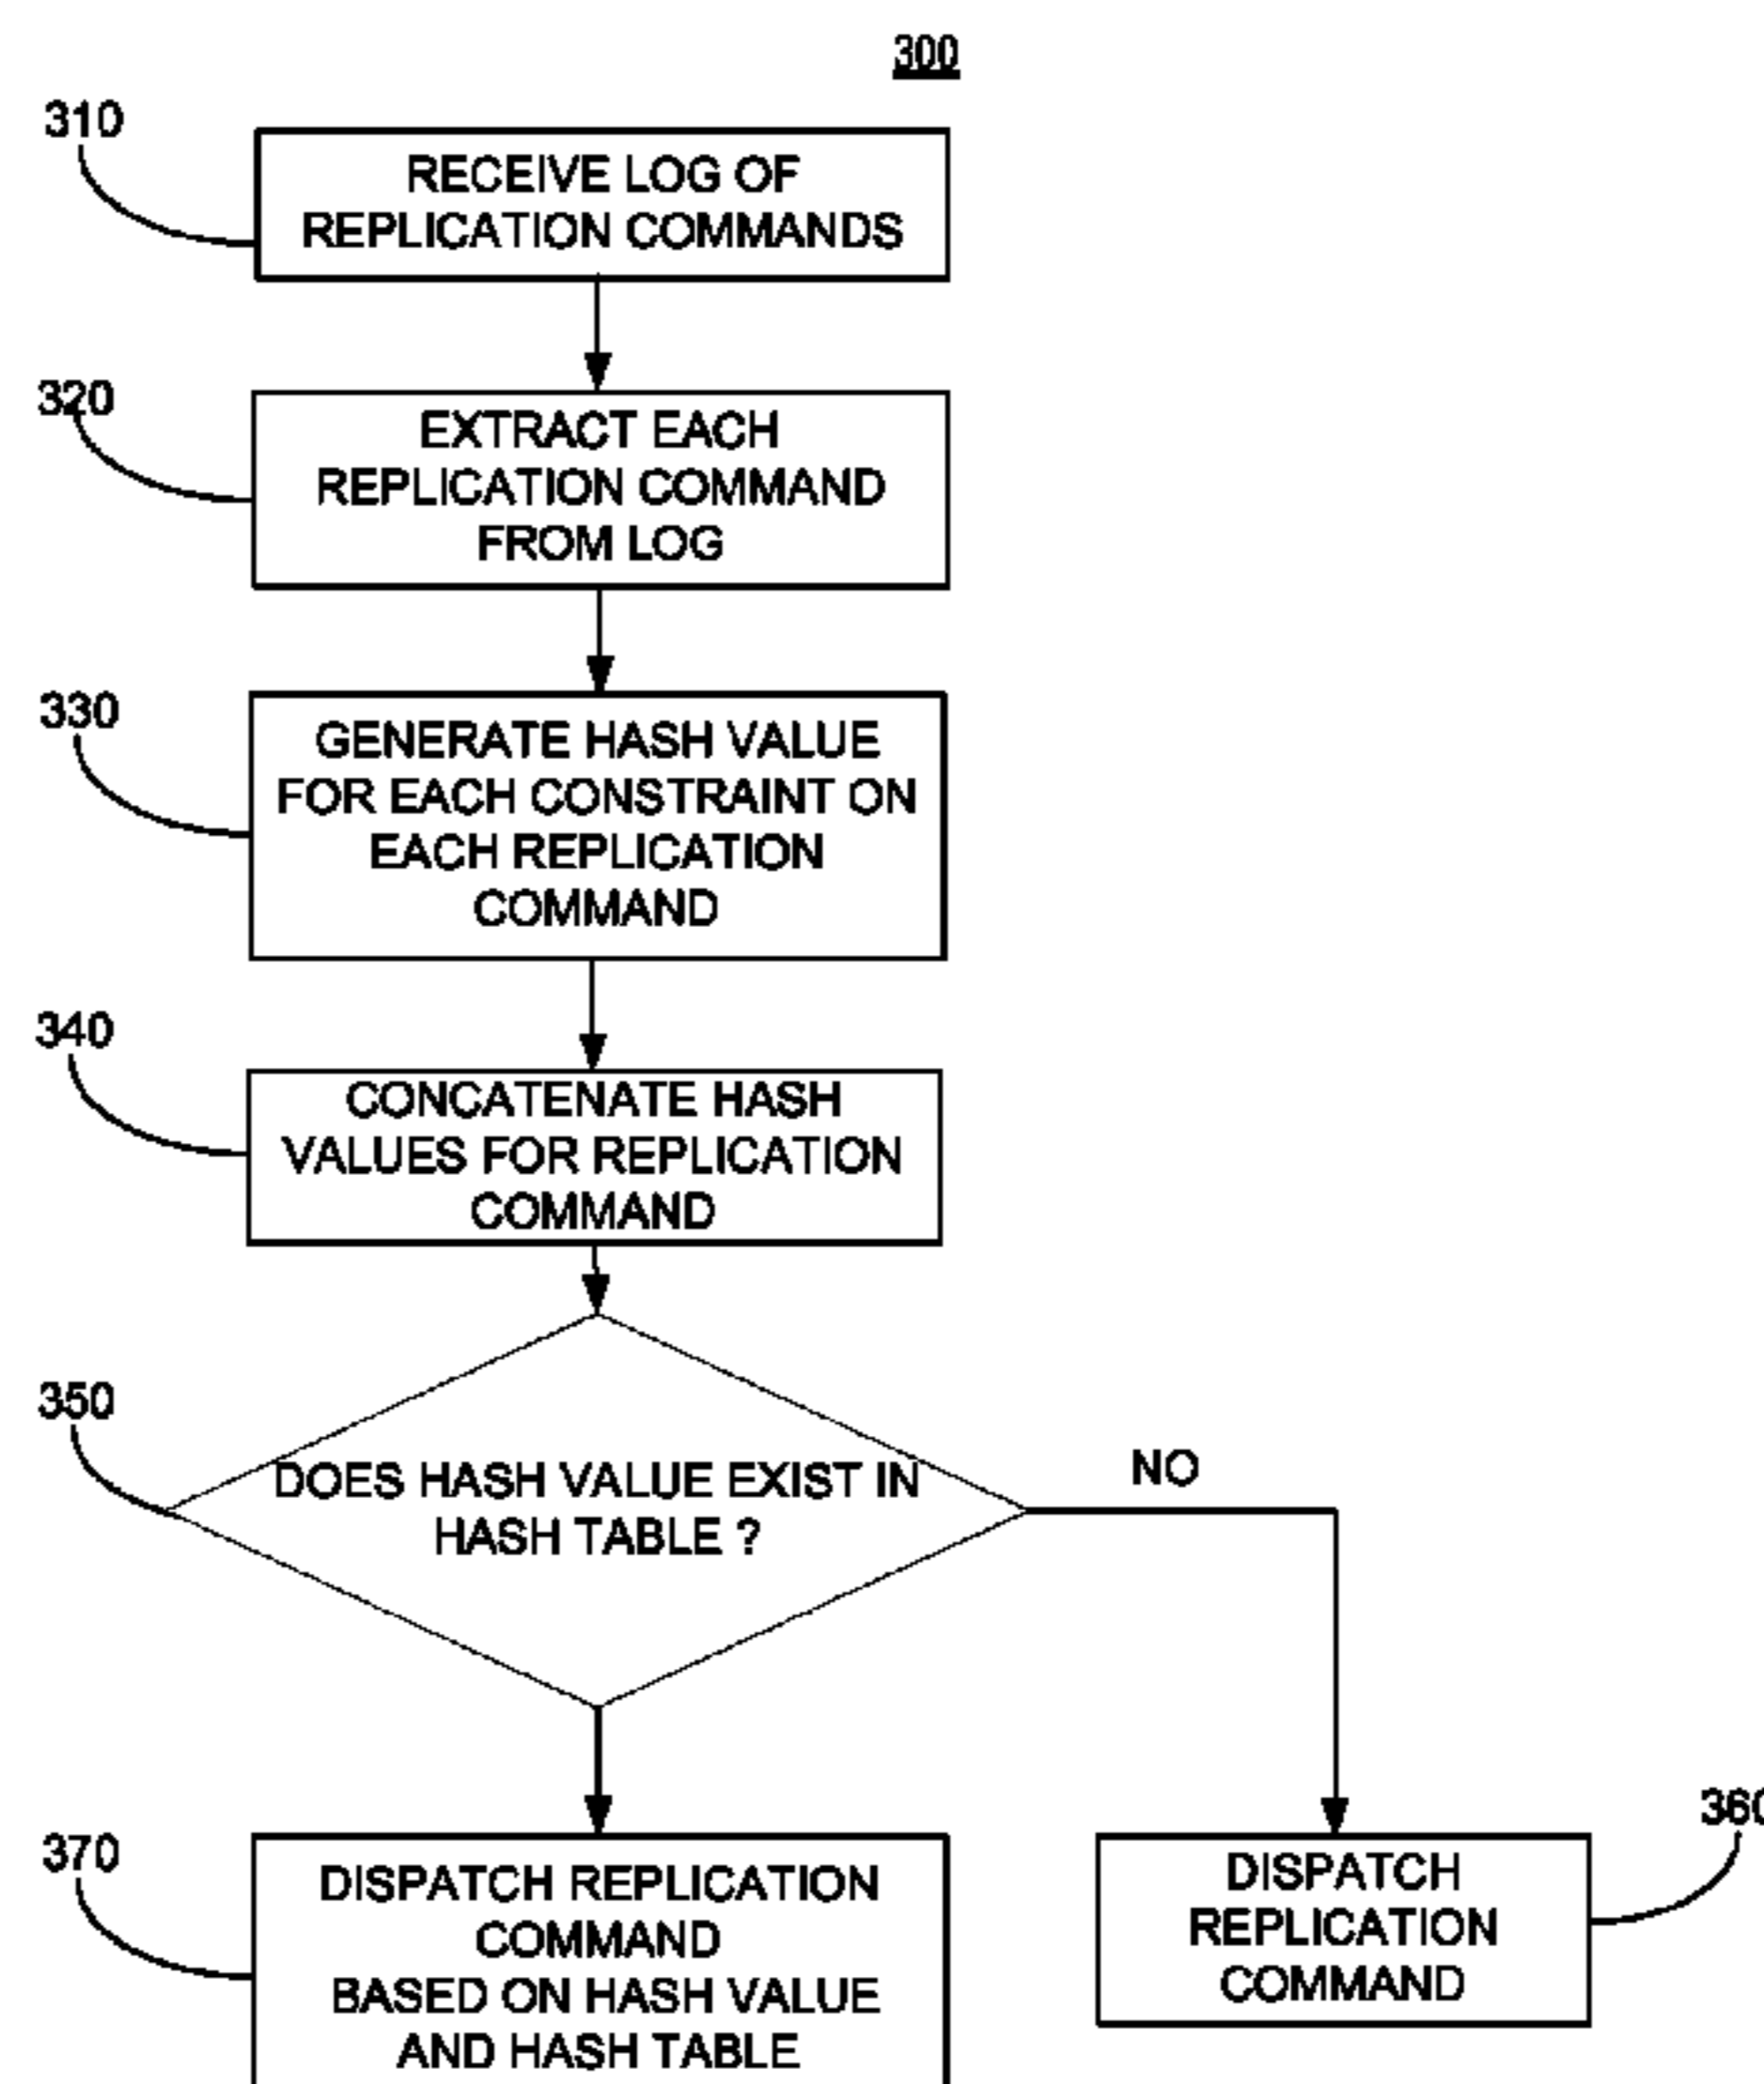 300
310
RECEIVE LOG OF
REPLICATION COMMANDS
320
EXTRACT EACH
REPLICATION COMMAND
FROM LOG
330
GENERATE HASH VALUE
FOR EACH CONSTRAINT ON
EACH REPLICATION
COMMAND
340
CONCATENATE HASH
VALUES FOR REPLICATION
COMMAND
350
DOES HASH VALUE EXIST IN
HASH TABLE ?
NO
360
DISPATCH
REPLICATION
COMMAND
370
DISPATCH REPLICATION
COMMAND
BASED ON HASH VALUE
AND HASH TABLE